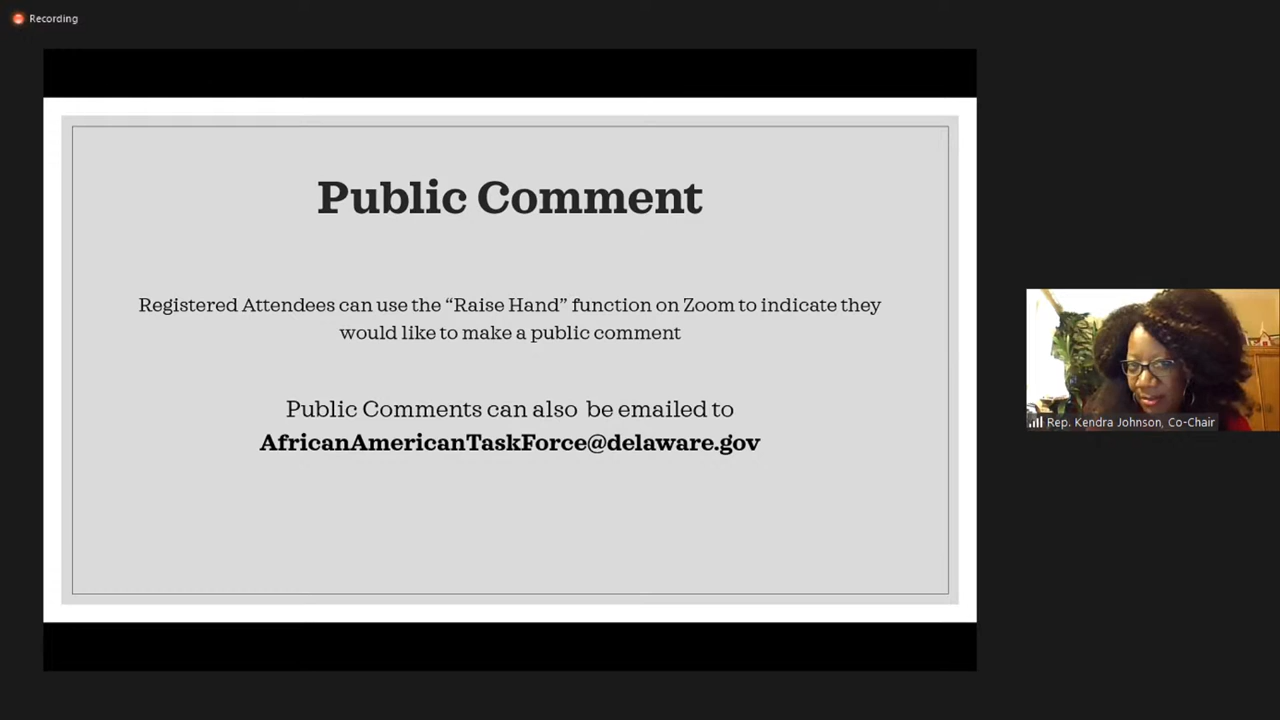 Recording
Public Comment
Registered Attendees can use the “Raise Hand” function on Zoom to indicate they
would like to make a public comment
Public Comments can also  be emailed to
AfricanAmericanTaskForce@delaware.gov
Rep. Kendra Johnson, Co-Chair